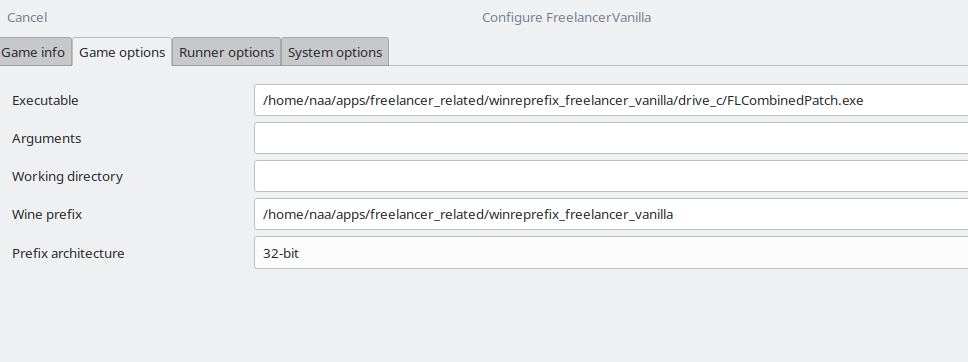 Cancel Configure FreelancerVanilla
Game info Game options Runner options System options
Executable /home/naa/apps/freelancer_related/winreprefix_freelancer_vanilla/drive_c/FLCombinedPatch.exe
Arguments
Working directory
Wine prefix /home/naa/apps/freelancer_related/winreprefix_freelancer_vanilla
Prefix architecture 32-bit